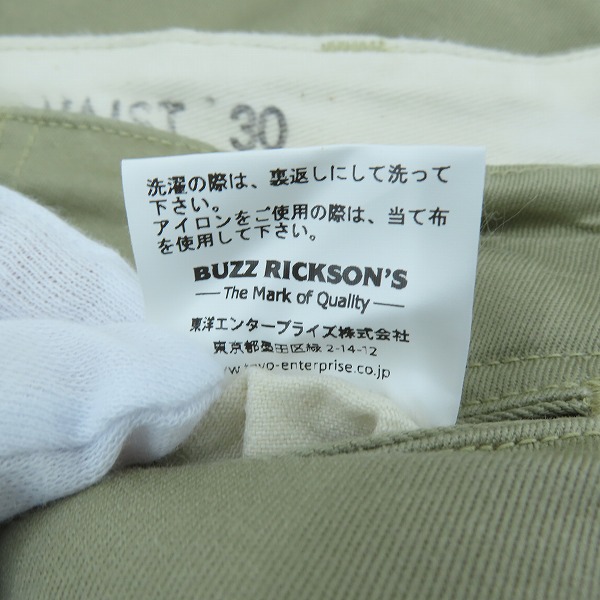 30
洗濯の際は、裏返しにして洗って
下さい。
アイロンをご使用の際は、当て布
を使用して下さい。
BUZZ RICKSON'S
The Mark of Quality
東洋エンタープライズ株式会社
東京都墨田区緑 2-14-12
-enterprise.co.jp